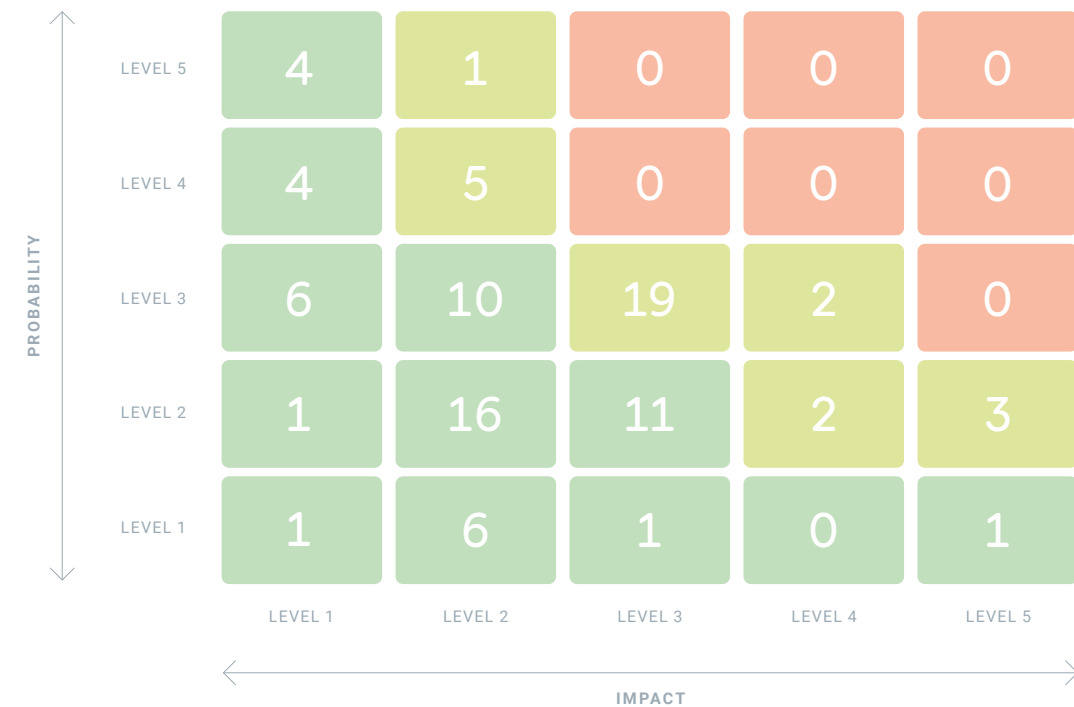 LEVEL 5 4 1 0 0 0
LEVEL 4 4 5 0 0 0
PROBABILITY
LEVEL 3 6 10 19 2 0
LEVEL 2 1 16 11 2 3
LEVEL 1 1 6 1 0 1
LEVEL 1 LEVEL 2 LEVEL 3 LEVEL 4 LEVEL 5
IMPACT